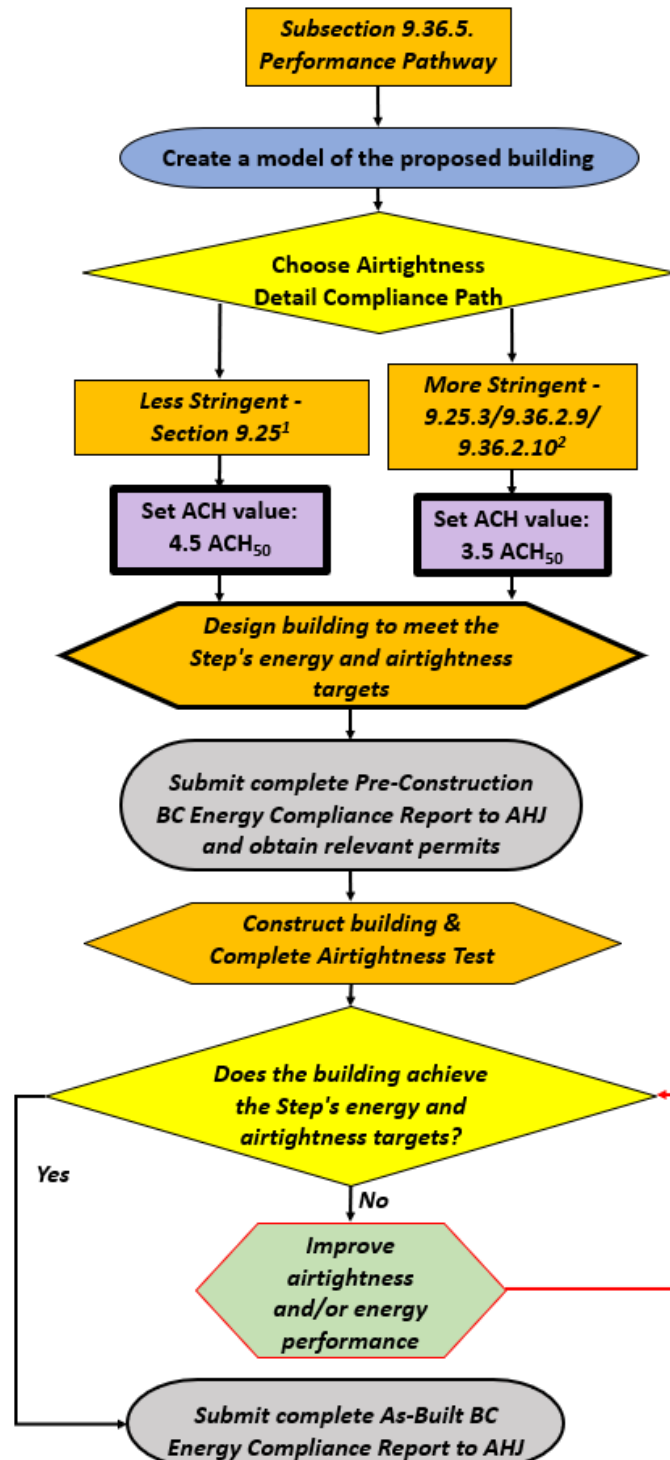 Subsection 9.36.5.
Performance Pathway
Create a model of the proposed building
Choose Airtightness
Detail Compliance Path
Less Stringent -
Section 9.25¹
More Stringent -
9.25.3/9.36.2.9/
9.36.2.10²
Set ACH value:
4.5 ACH₅₀
Set ACH value:
3.5 ACH₅₀
Design building to meet the
Step's energy and airtightness
targets
Submit complete Pre-Construction
BC Energy Compliance Report to AHJ
and obtain relevant permits
Construct building &
Complete Airtightness Test
Does the building achieve
the Step's energy and
airtightness targets?
Yes
No
Improve
airtightness
and/or energy
performance
Submit complete As-Built BC
Energy Compliance Report to AHJ